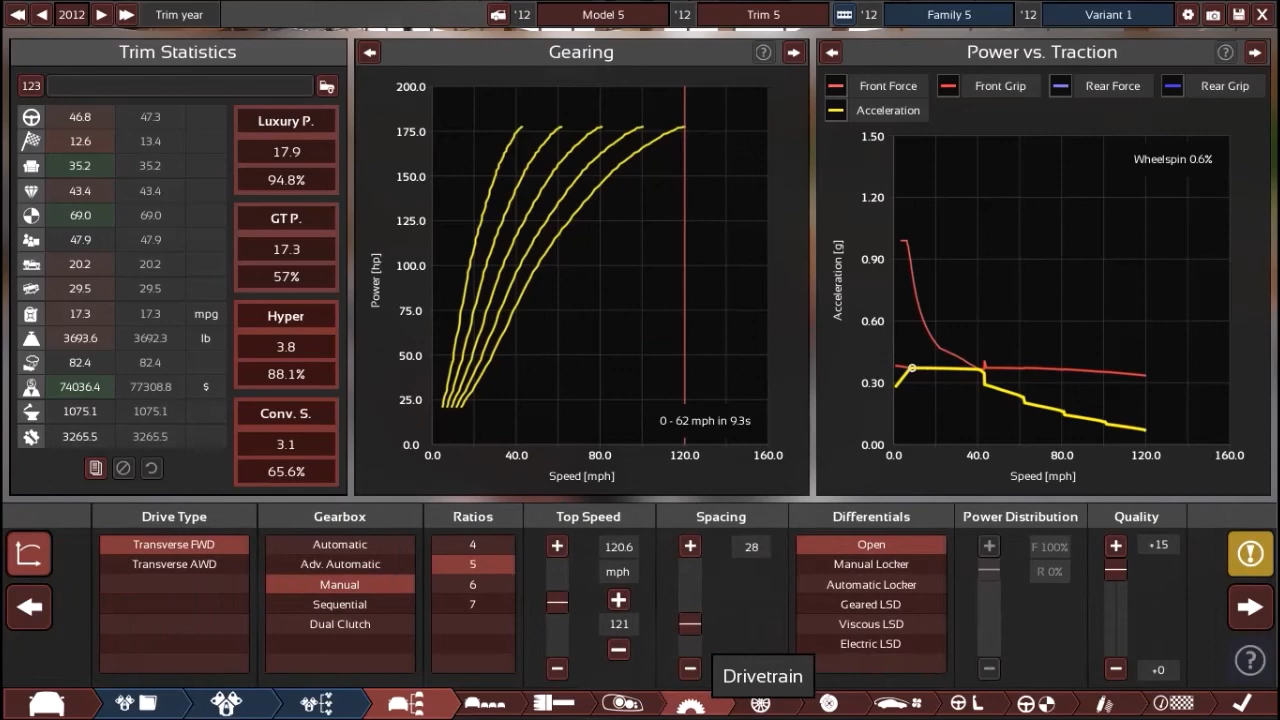 2012 Trim year '12 Model 5 '12 Trim 5 '12 Family 5 '12 Variant 1
Trim Statistics
123
46.8 47.3
12.6 13.4
35.2 35.2
43.4 43.4
69.0 69.0
47.9 47.9
20.2 20.2
29.5 29.5
17.3 17.3 mpg
3693.6 3692.3 lb
82.4 82.4
74036.4 77308.8 $
1075.1 1075.1
3265.5 3265.5
Luxury P.
17.9
94.8%
GT P.
17.3
57%
Hyper
3.8
88.1%
Conv. S.
3.1
65.6%
Gearing
?
200.0
175.0
150.0
125.0
100.0
75.0
50.0
25.0
0.0
Power [hp]
0 - 62 mph in 9.3s
0.0 40.0 80.0 120.0 160.0
Speed [mph]
Power vs. Traction
?
Front Force Front Grip Rear Force Rear Grip
Acceleration
1.50
1.20
0.90
0.60
0.30
0.00
Acceleration [g]
Wheelspin 0.6%
0.0 40.0 80.0 120.0 160.0
Speed [mph]
Drive Type
Transverse FWD
Transverse AWD
Gearbox
Automatic
Adv. Automatic
Manual
Sequential
Dual Clutch
Ratios
4
5
6
7
Top Speed
+ 120.6
mph
+
121
−
−
Spacing
+ 28
−
Differentials
Open
Manual Locker
Automatic Locker
Geared LSD
Viscous LSD
Electric LSD
Power Distribution
+ F 100%
R 0%
−
Quality
+ +15
− +0
!
?
Drivetrain